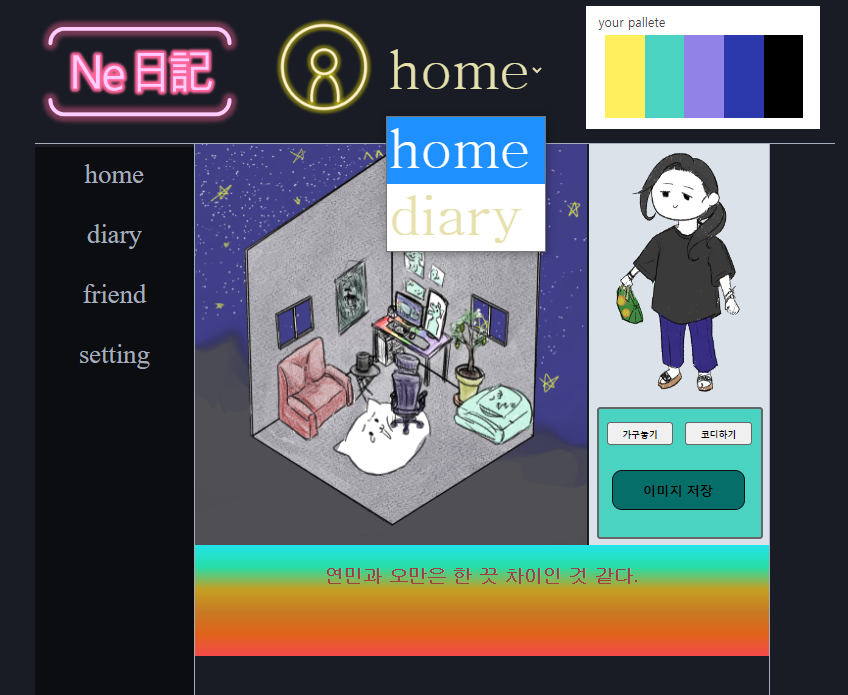 Ne 日記
home
your pallete
home
diary
home
diary
friend
setting
가구놓기
코디하기
이미지 저장
연민과 오만은 한 끗 차이인 것 같다.